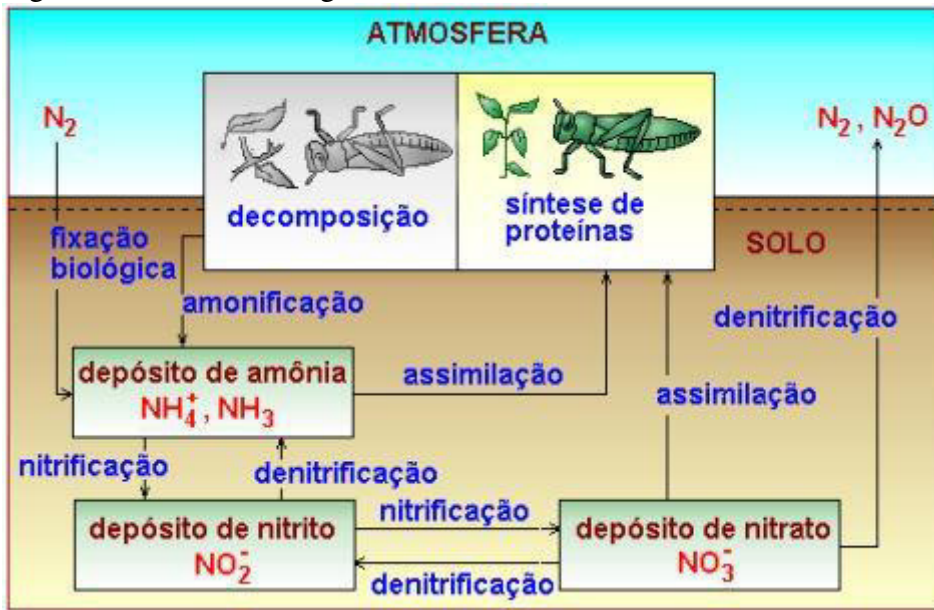 ATMOSFERA
N₂
N₂, N₂O
decomposição
síntese de
proteínas
fixação
biológica
SOLO
amonificação
denitrificação
depósito de amônia
NH₄⁺, NH₃
assimilação
assimilação
nitrificação
denitrificação
depósito de nitrito
NO₂⁻
nitrificação
denitrificação
depósito de nitrato
NO₃⁻